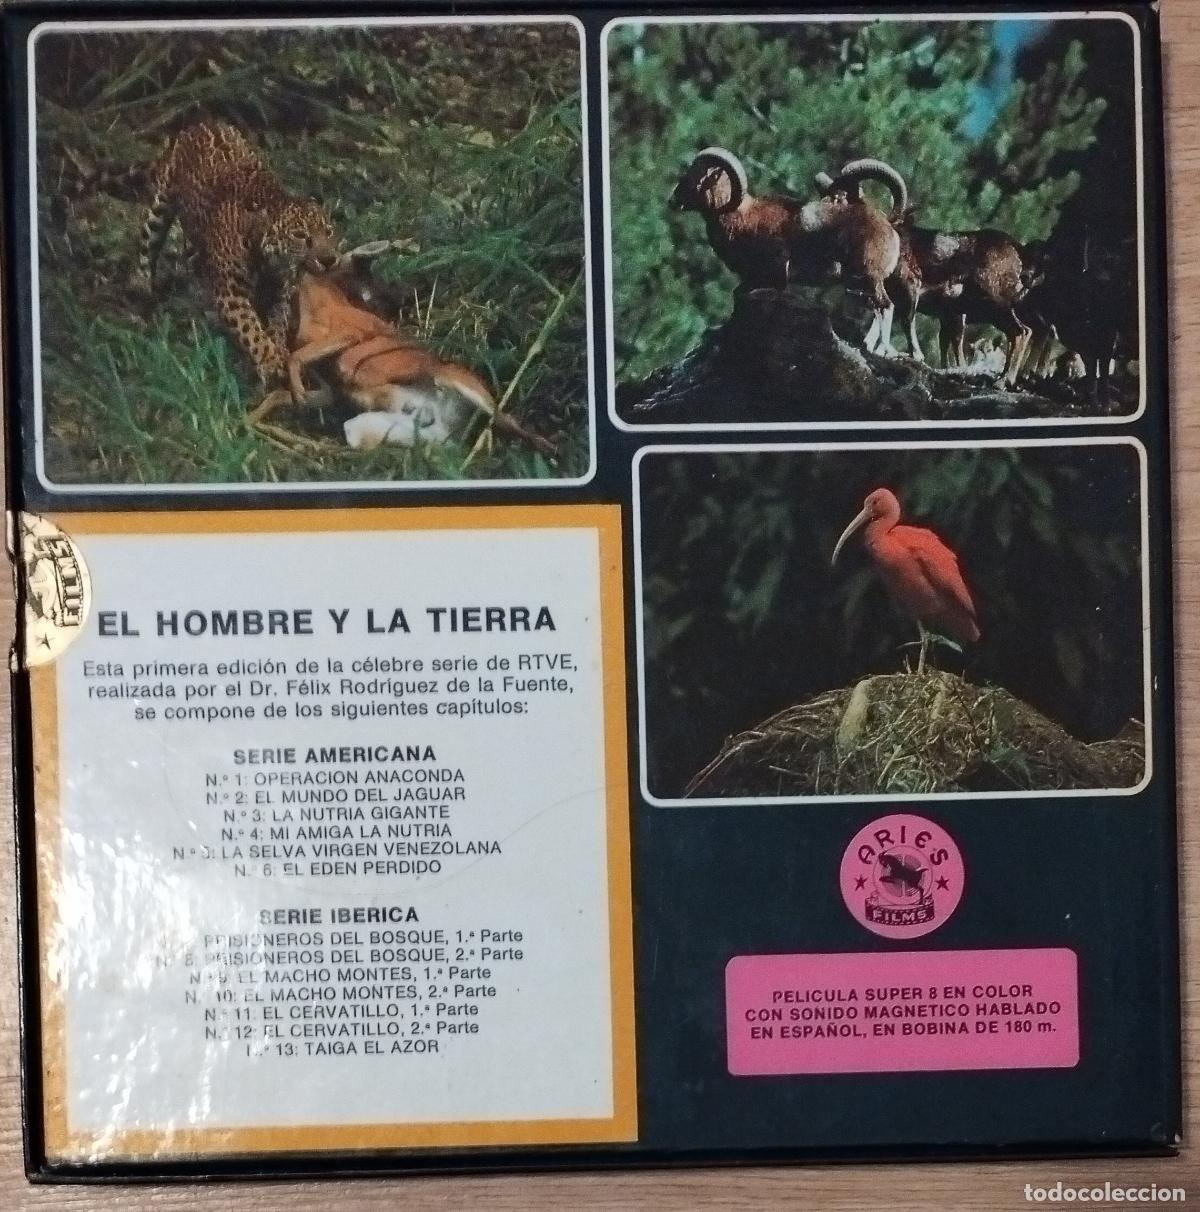 EL HOMBRE Y LA TIERRA
Esta primera edición de la célebre serie de RTVE,
realizada por el Dr. Félix Rodríguez de la Fuente,
se compone de los siguientes capítulos:
SERIE AMERICANA
N.º 1: OPERACION ANACONDA
N.º 2: EL MUNDO DEL JAGUAR
N.º 3: LA NUTRIA GIGANTE
N.º 4: MI AMIGA LA NUTRIA
N.º 5: LA SELVA VIRGEN VENEZOLANA
N.º 6: EL EDEN PERDIDO
SERIE IBERICA
PRISIONEROS DEL BOSQUE, 1.ª Parte
N.º 8: PRISIONEROS DEL BOSQUE, 2.ª Parte
N.º 9: EL MACHO MONTES, 1.ª Parte
N.º 10: EL MACHO MONTES, 2.ª Parte
N.º 11: EL CERVATILLO, 1.ª Parte
N.º 12: EL CERVATILLO, 2.ª Parte
N.º 13: TAIGA EL AZOR
FILMS
ARIES
FILMS
PELICULA SUPER 8 EN COLOR
CON SONIDO MAGNETICO HABLADO
EN ESPAÑOL, EN BOBINA DE 180 m.
todocoleccion